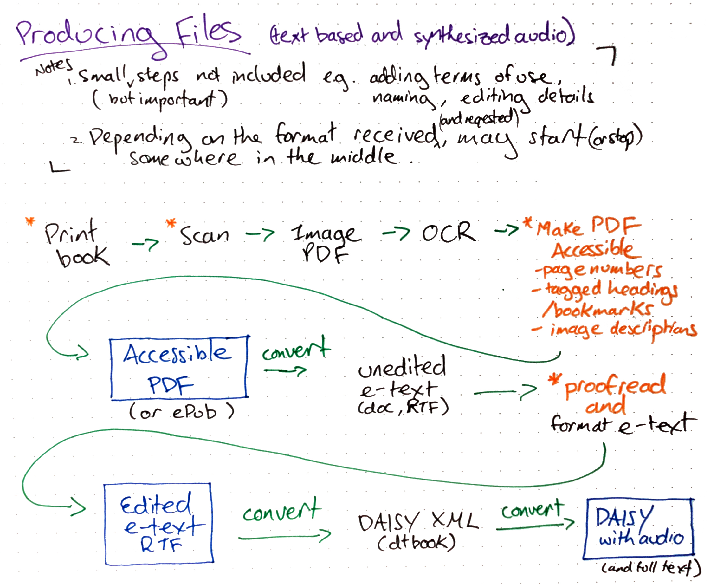 Producing Files (text based and synthesized audio)
Notes
1. Small, steps not included e.g. adding terms of use,
(but important) naming, editing details
(and reqested)
2. Depending on the format received, may start (or stop)
somewhere in the middle.
* Print book -> * Scan -> Image PDF -> OCR -> * Make PDF
Accessible
- page numbers
- tagged headings
/bookmarks
- image descriptions
Accessible
PDF
(or ePub)
convert
unedited
e-text
(doc, RTF)
* proofread
and
format e-text
Edited
e-text
RTF
convert
DAISY XML
(dtbook)
convert
DAISY
with audio
(and full text)